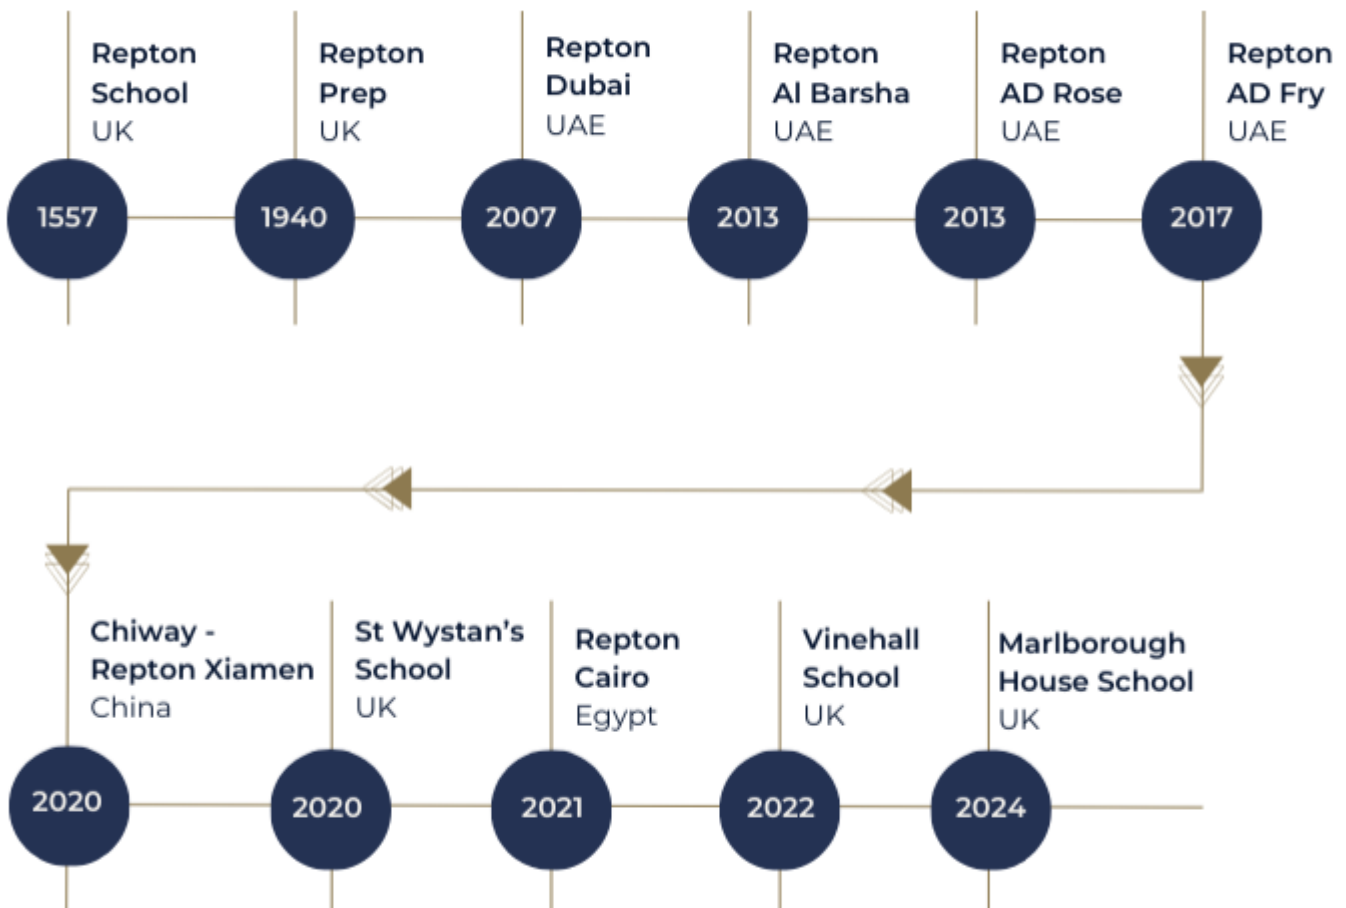 Repton
School
UK
1557
Repton
Prep
UK
1940
Repton
Dubai
UAE
2007
Repton
Al Barsha
UAE
2013
Repton
AD Rose
UAE
2013
Repton
AD Fry
UAE
2017
Chiway -
Repton Xiamen
China
2020
St Wystan’s
School
UK
2020
Repton
Cairo
Egypt
2021
Vinehall
School
UK
2022
Marlborough
House School
UK
2024